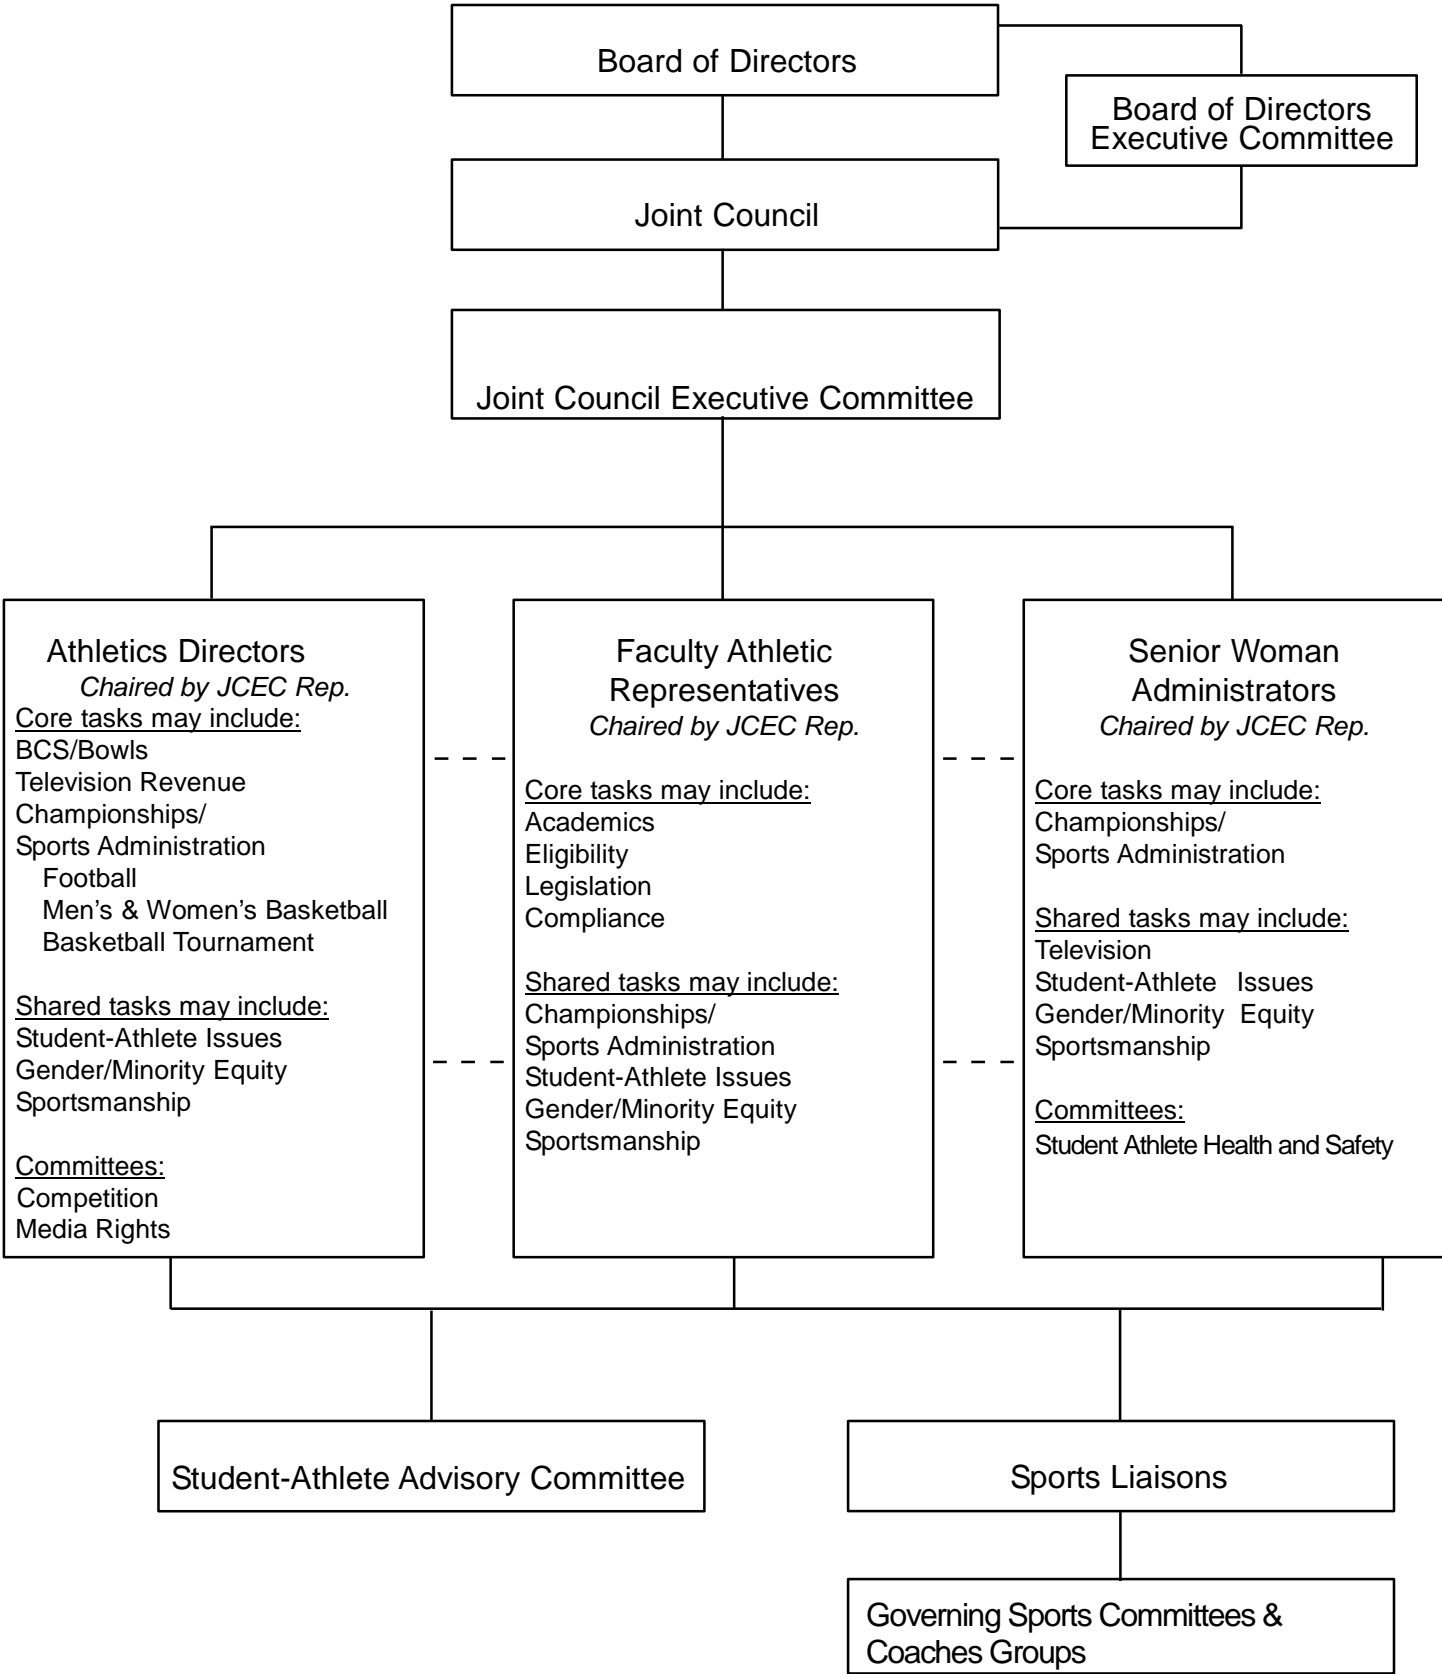 Board of Directors
Board of Directors
Executive Committee
Joint Council
Joint Council Executive Committee
Athletics Directors
Chaired by JCEC Rep.
Core tasks may include:
BCS/Bowls
Television Revenue
Championships/
Sports Administration
Football
Men’s & Women’s Basketball
Basketball Tournament
Shared tasks may include:
Student-Athlete Issues
Gender/Minority Equity
Sportsmanship
Committees:
Competition
Media Rights
Faculty Athletic
Representatives
Chaired by JCEC Rep.
Core tasks may include:
Academics
Eligibility
Legislation
Compliance
Shared tasks may include:
Championships/
Sports Administration
Student-Athlete Issues
Gender/Minority Equity
Sportsmanship
Senior Woman
Administrators
Chaired by JCEC Rep.
Core tasks may include:
Championships/
Sports Administration
Shared tasks may include:
Television
Student-Athlete Issues
Gender/Minority Equity
Sportsmanship
Committees:
Student Athlete Health and Safety
Student-Athlete Advisory Committee
Sports Liaisons
Governing Sports Committees &
Coaches Groups